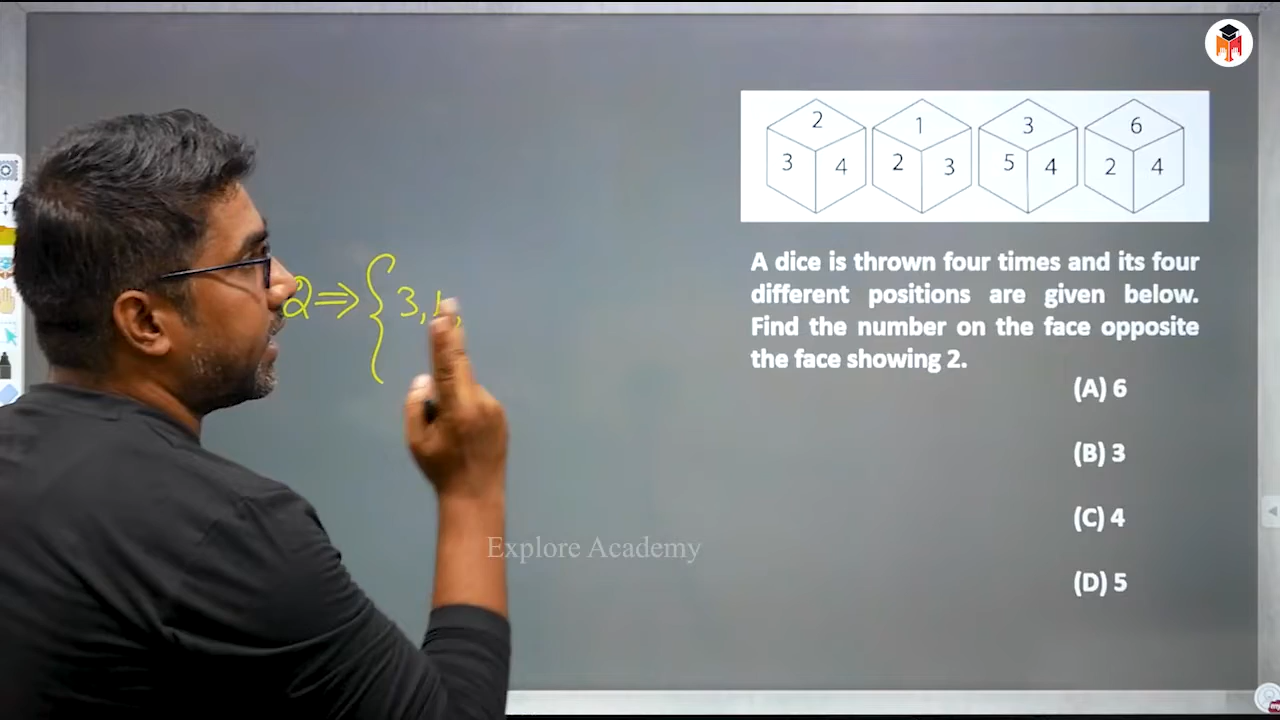 2 1 3 6
3 4 2 3 5 4 2 4
A dice is thrown four times and its four
different positions are given below.
Find the number on the face opposite
the face showing 2.
(A) 6
(B) 3
(C) 4
(D) 5
2 ⇒ { 3,
Explore Academy